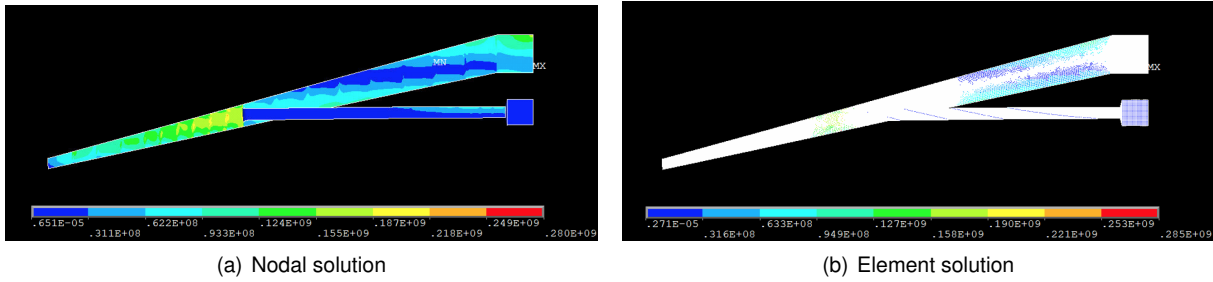 MN
MX
.651E-05 .622E+08 .124E+09 .187E+09 .249E+09
.311E+08 .933E+08 .155E+09 .218E+09 .280E+09
(a) Nodal solution
MX
.271E-05 .633E+08 .127E+09 .190E+09 .253E+09
.316E+08 .949E+08 .158E+09 .221E+09 .285E+09
(b) Element solution